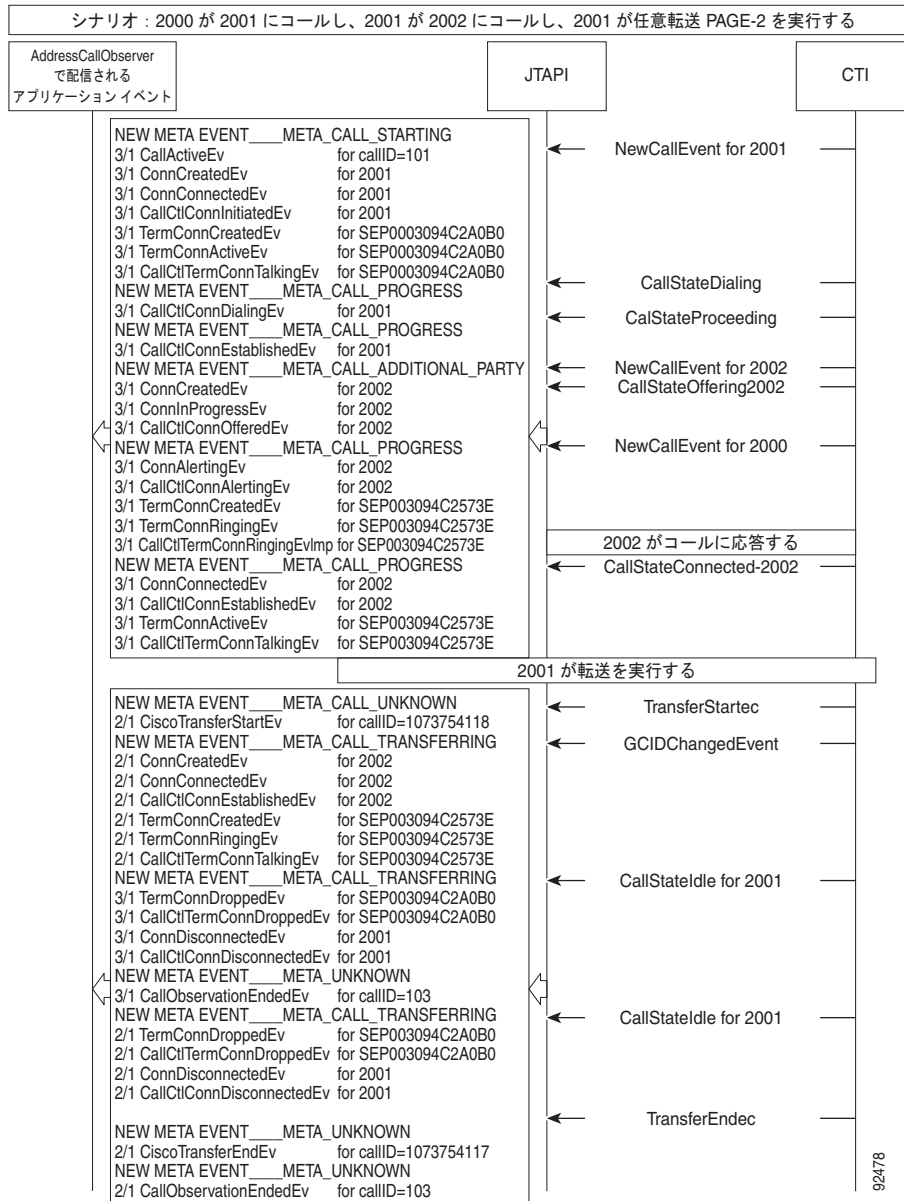 シナリオ：2000 が 2001 にコールし、2001 が 2002 にコールし、2001 が任意転送 PAGE-2 を実行する
AddressCallObserver
で配信される
アプリケーション イベント
JTAPI
CTI
NEW META EVENT____META_CALL_STARTING
3/1 CallActiveEv for callID=101
NewCallEvent for 2001
3/1 ConnCreatedEv for 2001
3/1 ConnConnectedEv for 2001
3/1 CallCtlConnInitiatedEv for 2001
3/1 TermConnCreatedEv for SEP0003094C2A0B0
3/1 TermConnActiveEv for SEP0003094C2A0B0
3/1 CallCtlTermConnTalkingEv for SEP0003094C2A0B0
NEW META EVENT____META_CALL_PROGRESS
CallStateDialing
3/1 CallCtlConnDialingEv for 2001
CalStateProceeding
NEW META EVENT____META_CALL_PROGRESS
3/1 CallCtlConnEstablishedEv for 2001
NEW META EVENT____META_CALL_ADDITIONAL_PARTY
NewCallEvent for 2002
3/1 ConnCreatedEv for 2002
CallStateOffering2002
3/1 ConnInProgressEv for 2002
3/1 CallCtlConnOfferedEv for 2002
NEW META EVENT____META_CALL_PROGRESS
NewCallEvent for 2000
3/1 ConnAlertingEv for 2002
3/1 CallCtlConnAlertingEv for 2002
3/1 TermConnCreatedEv for SEP003094C2573E
3/1 TermConnRingingEv for SEP003094C2573E
3/1 CallCtlTermConnRingingEvImp for SEP003094C2573E
2002 がコールに応答する
NEW META EVENT____META_CALL_PROGRESS
CallStateConnected-2002
3/1 ConnConnectedEv for 2002
3/1 CallCtlConnEstablishedEv for 2002
3/1 TermConnActiveEv for SEP003094C2573E
3/1 CallCtlTermConnTalkingEv for SEP003094C2573E
2001 が転送を実行する
NEW META EVENT____META_CALL_UNKNOWN
TransferStartec
2/1 CiscoTransferStartEv for callID=1073754118
NEW META EVENT____META_CALL_TRANSFERRING
GCIDChangedEvent
2/1 ConnCreatedEv for 2002
2/1 ConnConnectedEv for 2002
2/1 CallCtlConnEstablishedEv for 2002
2/1 TermConnCreatedEv for SEP003094C2573E
2/1 TermConnRingingEv for SEP003094C2573E
2/1 CallCtlTermConnTalkingEv for SEP003094C2573E
NEW META EVENT____META_CALL_TRANSFERRING
CallStateIdle for 2001
3/1 TermConnDroppedEv for SEP003094C2A0B0
3/1 CallCtlTermConnDroppedEv for SEP003094C2A0B0
3/1 ConnDisconnectedEv for 2001
3/1 CallCtlConnDisconnectedEv for 2001
NEW META EVENT____META_UNKNOWN
3/1 CallObservationEndedEv for callID=103
NEW META EVENT____META_CALL_TRANSFERRING
CallStateIdle for 2001
2/1 TermConnDroppedEv for SEP003094C2A0B0
2/1 CallCtlTermConnDroppedEv for SEP003094C2A0B0
2/1 ConnDisconnectedEv for 2001
2/1 CallCtlConnDisconnectedEv for 2001
TransferEndec
NEW META EVENT____META_UNKNOWN
2/1 CiscoTransferEndEv for callID=1073754117
NEW META EVENT____META_UNKNOWN
2/1 CallObservationEndedEv for callID=103
92478